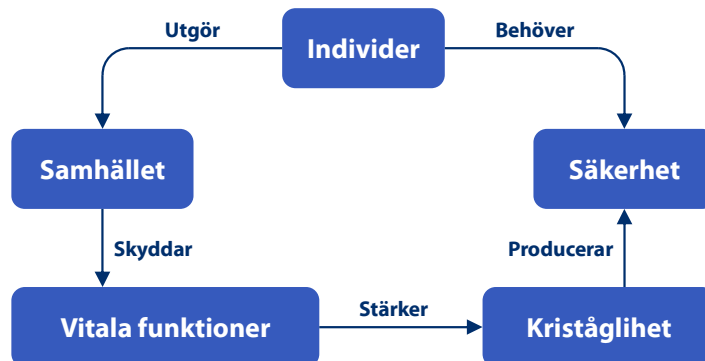 Utgör
Individer
Behöver
Samhället
Säkerhet
Skyddar
Producerar
Vitala funktioner
Stärker
Kriståglihet